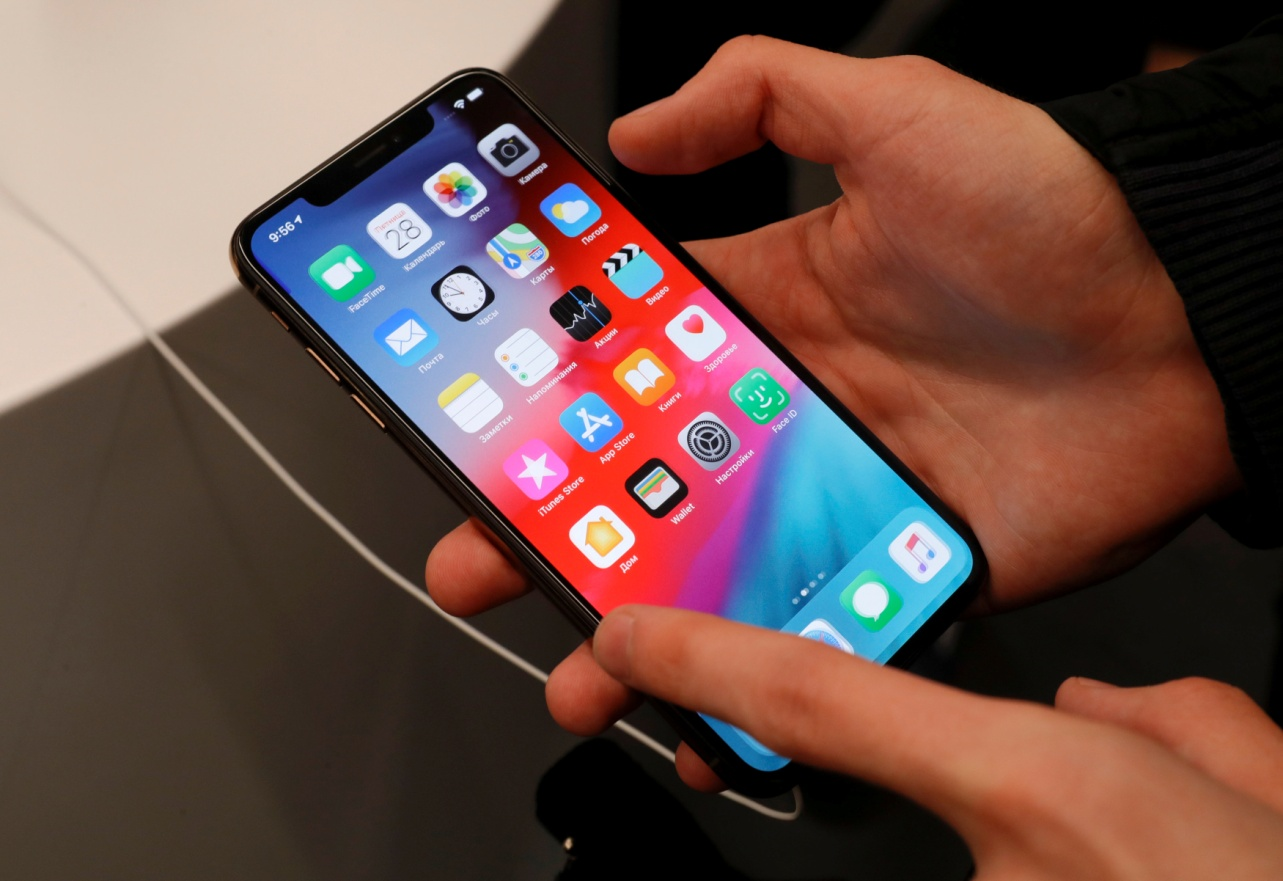 9:56
FaceTime
Пятница
28
Календарь
Фото
Камера
Почта
Часы
Карты
Погода
Заметки
Напоминания
Акции
Видео
iTunes Store
App Store
Книги
Здоровье
Дом
Wallet
Настройки
Face ID